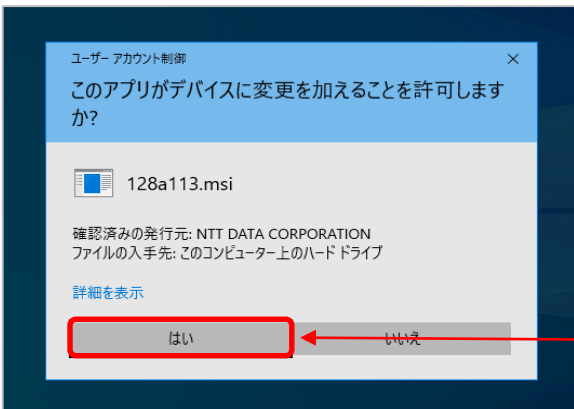 ユーザー アカウント制御
このアプリがデバイスに変更を加えることを許可します
か?
128a113.msi
確認済みの発行元: NTT DATA CORPORATION
ファイルの入手先: このコンピューター上のハード ドライブ
詳細を表示
はい
いいえ